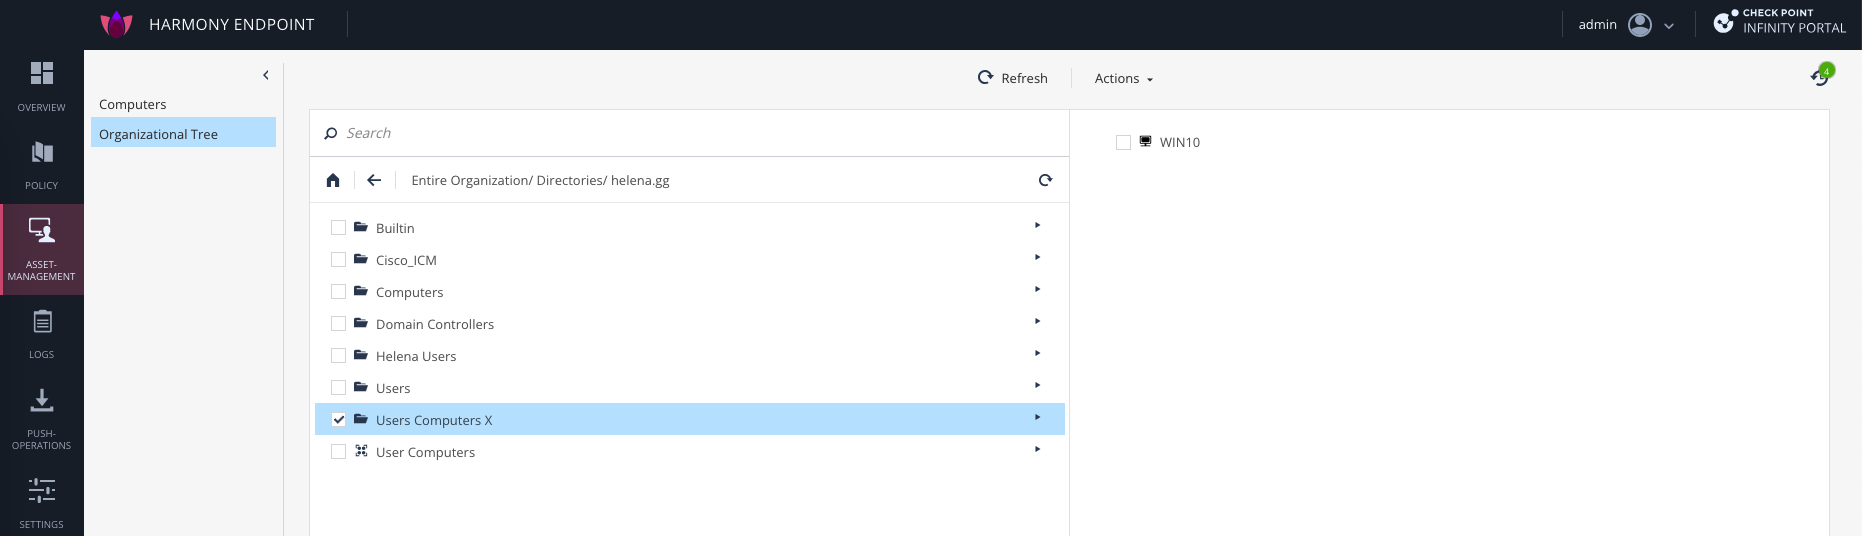 HARMONY ENDPOINT
admin
CHECK POINT
INFINITY PORTAL
OVERVIEW
POLICY
ASSET-
MANAGEMENT
LOGS
PUSH-
OPERATIONS
SETTINGS
Computers
Organizational Tree
Refresh
Actions
4
Search
Entire Organization/ Directories/ helena.gg
Builtin
Cisco_ICM
Computers
Domain Controllers
Helena Users
Users
Users Computers X
User Computers
WIN10